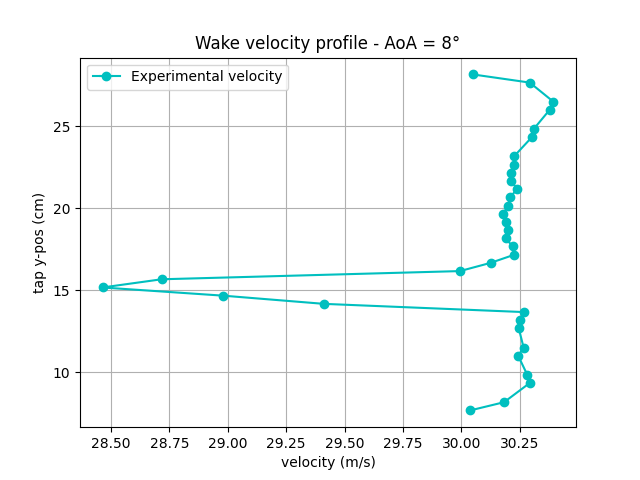 Wake velocity profile - AoA = 8°
Experimental velocity
tap y-pos (cm)
25
20
15
10
28.50 28.75 29.00 29.25 29.50 29.75 30.00 30.25
velocity (m/s)